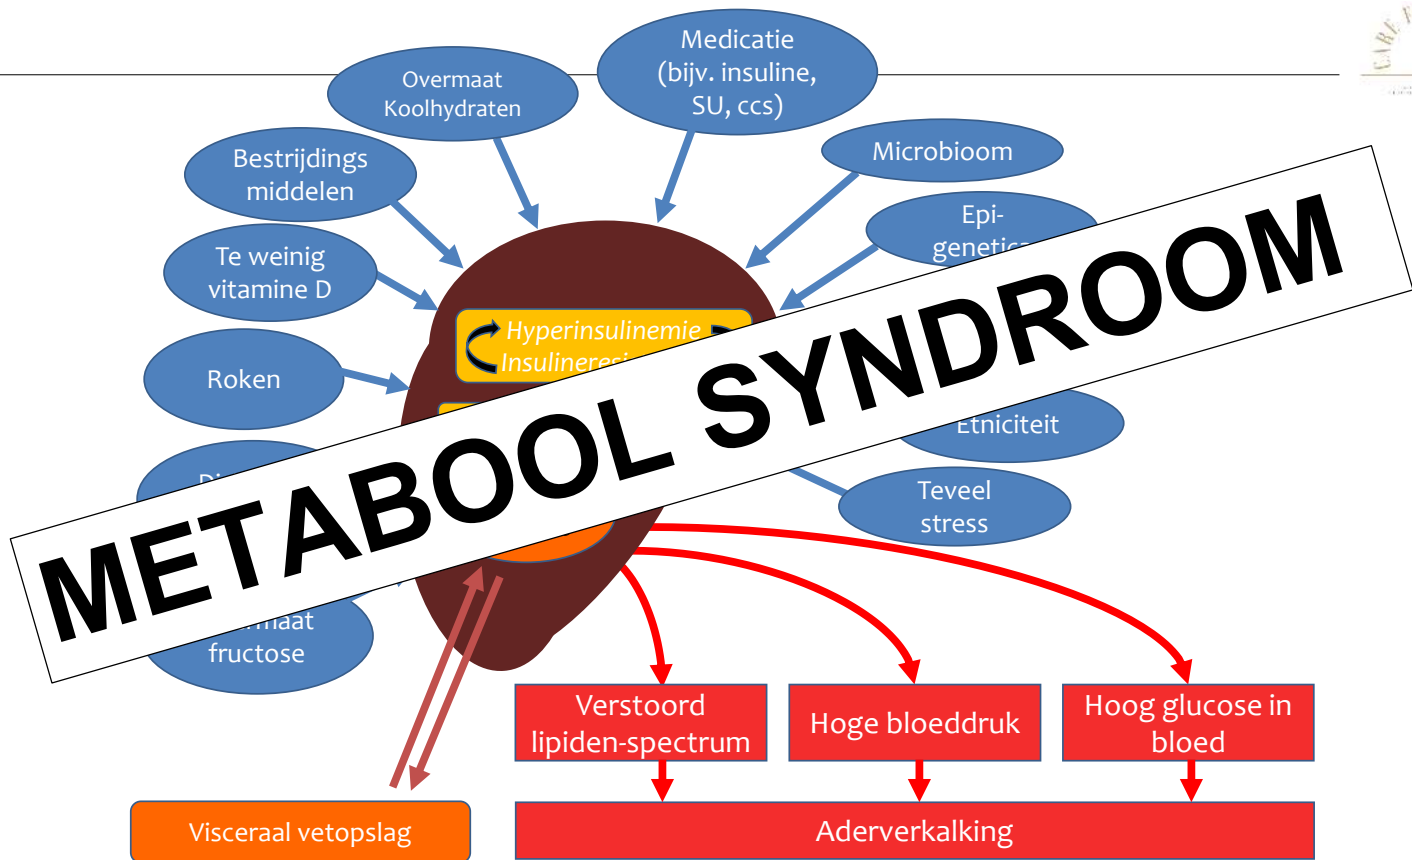 Medicatie
(bijv. insuline,
SU, ccs)
Overmaat
Koolhydraten
Microbioom
Bestrijdings
middelen
Epi-
genetica
Te weinig
vitamine D
Hyperinsulinemie
Roken
METABOOL SYNDROOM
Etniciteit
Teveel
stress
fructose
Verstoord
lipiden-spectrum
Hoge bloeddruk
Hoog glucose in
bloed
Visceraal vetopslag
Aderverkalking